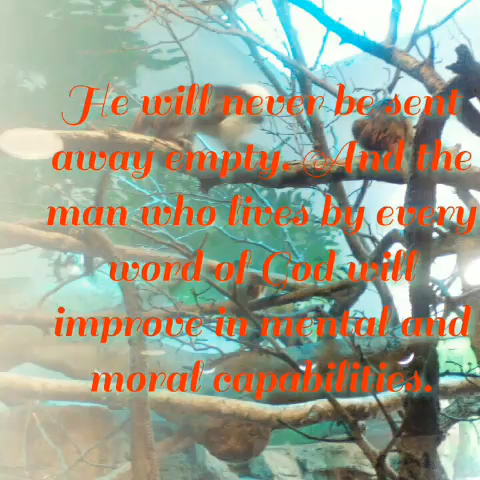 He will never be sent
away empty. And the
man who lives by every
word of God will
improve in mental and
moral capabilities.